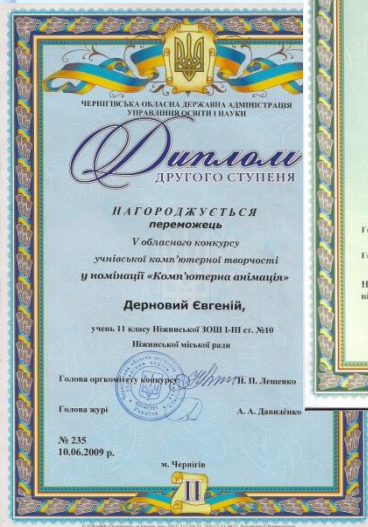 ЧЕРНІГІВСЬКА ОБЛАСНА ДЕРЖАВНА АДМІНІСТРАЦІЯ
УПРАВЛІННЯ ОСВІТИ І НАУКИ
Диплом
ДРУГОГО СТУПЕНЯ
НАГОРОДЖУЄТЬСЯ
переможець
V обласного конкурсу
учнівської комп'ютерної творчості
у номінації «Комп'ютерна анімація»
Дерновий Євгеній,
учень 11 класу Ніжинської ЗОШ І-ІІІ ст. №10
Ніжинської міської ради
Голова оргкомітету конкурсу Н. П. Лещенко
Голова журі А. А. Давиденко
№ 235
10.06.2009 р.
м. Чернігів
II